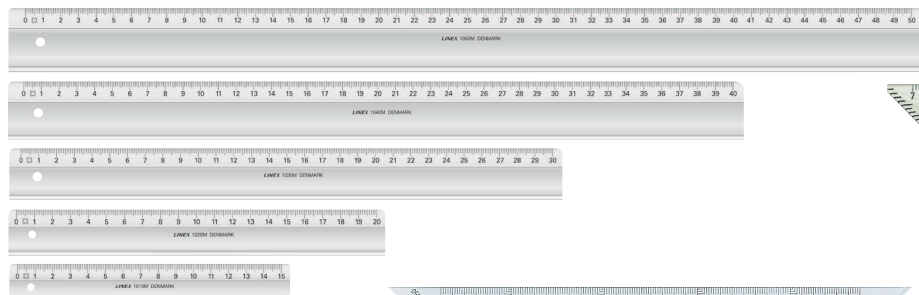 0 1 2 3 4 5 6 7 8 9 10 11 12 13 14 15 16 17 18 19 20 21 22 23 24 25 26 27 28 29 30 31 32 33 34 35 36 37 38 39 40 41 42 43 44 45 46 47 48 49 50
LINEX 1050M DENMARK
0 1 2 3 4 5 6 7 8 9 10 11 12 13 14 15 16 17 18 19 20 21 22 23 24 25 26 27 28 29 30 31 32 33 34 35 36 37 38 39 40
7
LINEX 1040M DENMARK
0 1 2 3 4 5 6 7 8 9 10 11 12 13 14 15 16 17 18 19 20 21 22 23 24 25 26 27 28 29 30
LINEX 1030M DENMARK
0 1 2 3 4 5 6 7 8 9 10 11 12 13 14 15 16 17 18 19 20
LINEX 1020M DENMARK
0 1 2 3 4 5 6 7 8 9 10 11 12 13 14 15
LINEX 1010M DENMARK